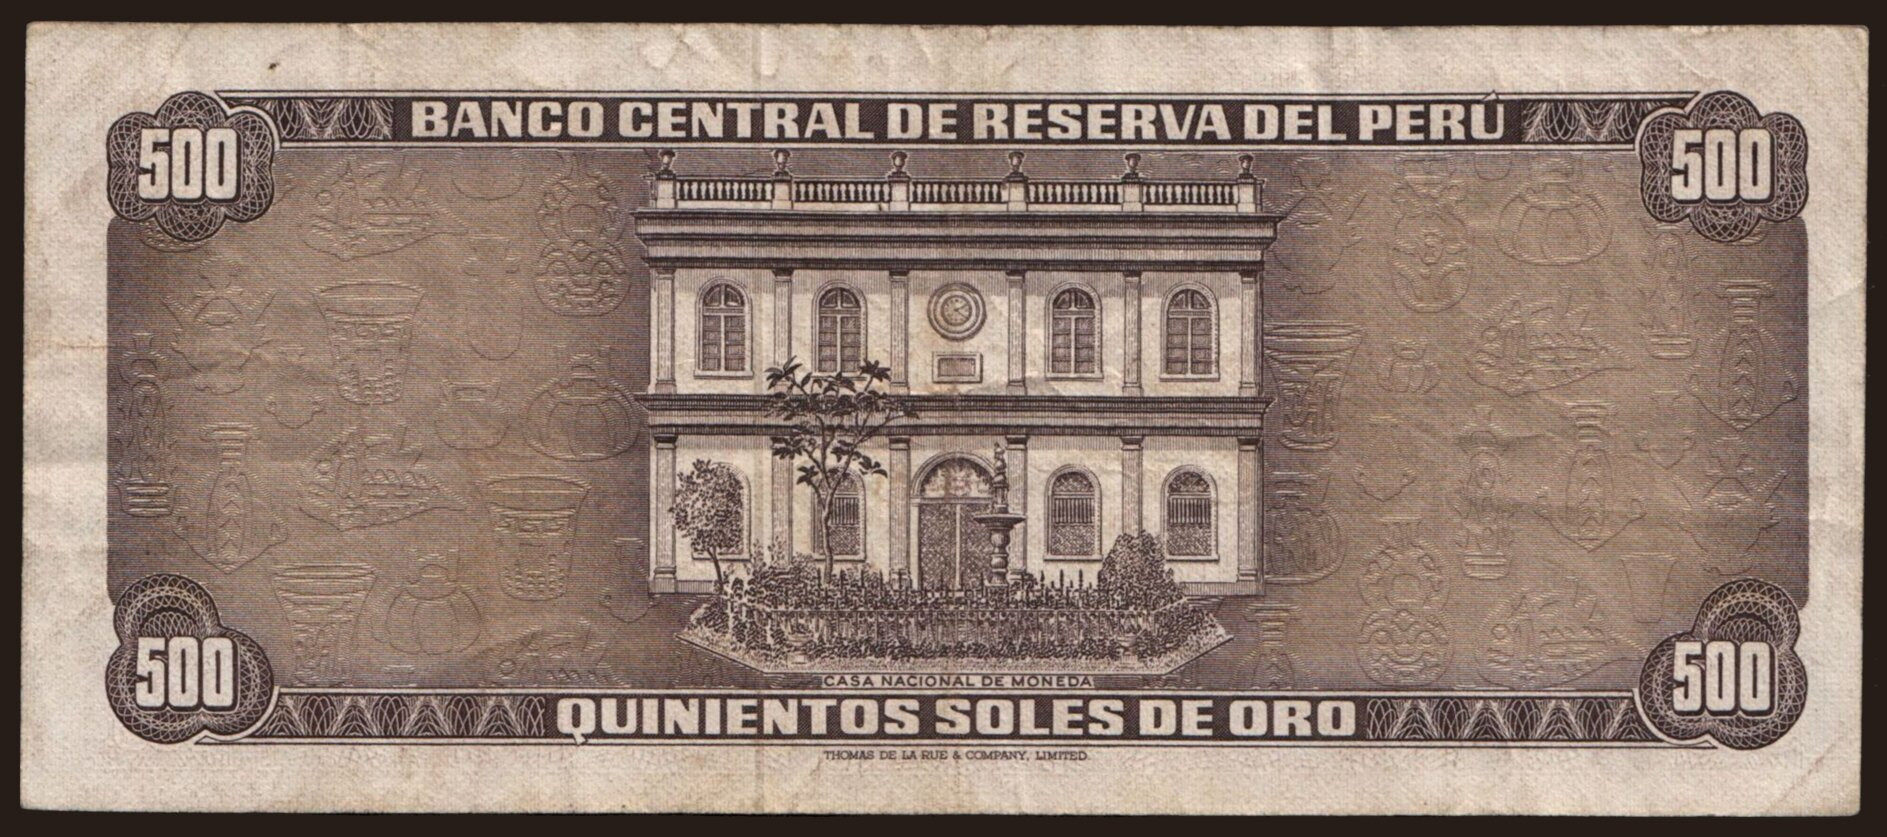 BANCO CENTRAL DE RESERVA DEL PERÚ
500
500
CASA NACIONAL DE MONEDA
500
500
QUINIENTOS SOLES DE ORO
THOMAS DE LA RUE & COMPANY, LIMITED.